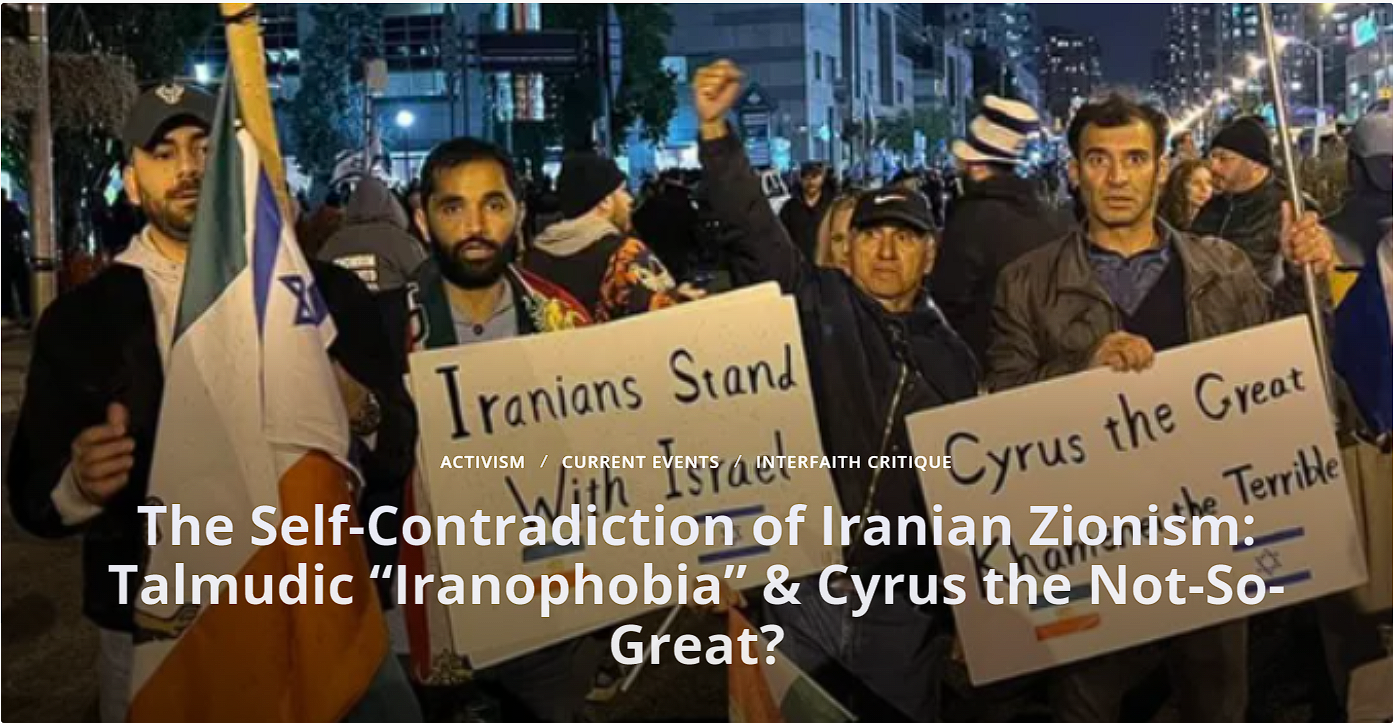 Iranians Stand
With Israel
Cyrus the Great
Khamenei the Terrible
ACTIVISM / CURRENT EVENTS / INTERFAITH CRITIQUE
The Self-Contradiction of Iranian Zionism:
Talmudic “Iranophobia” & Cyrus the Not-So-
Great?